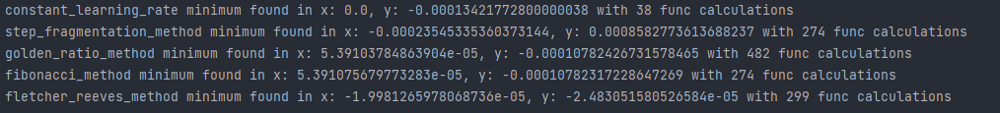 constant_learning_rate minimum found in x: 0.0, y: -0.00013421772800000038 with 38 func calculations
step_fragmentation_method minimum found in x: -0.00023545335360373144, y: 0.0008582773613688237 with 274 func calculations
golden_ratio_method minimum found in x: 5.39103784863904e-05, y: -0.00010782426731578465 with 482 func calculations
fibonacci_method minimum found in x: 5.391075679773283e-05, y: -0.00010782317228647269 with 274 func calculations
fletcher_reeves_method minimum found in x: -1.9981265978068736e-05, y: -2.483051580526584e-05 with 299 func calculations